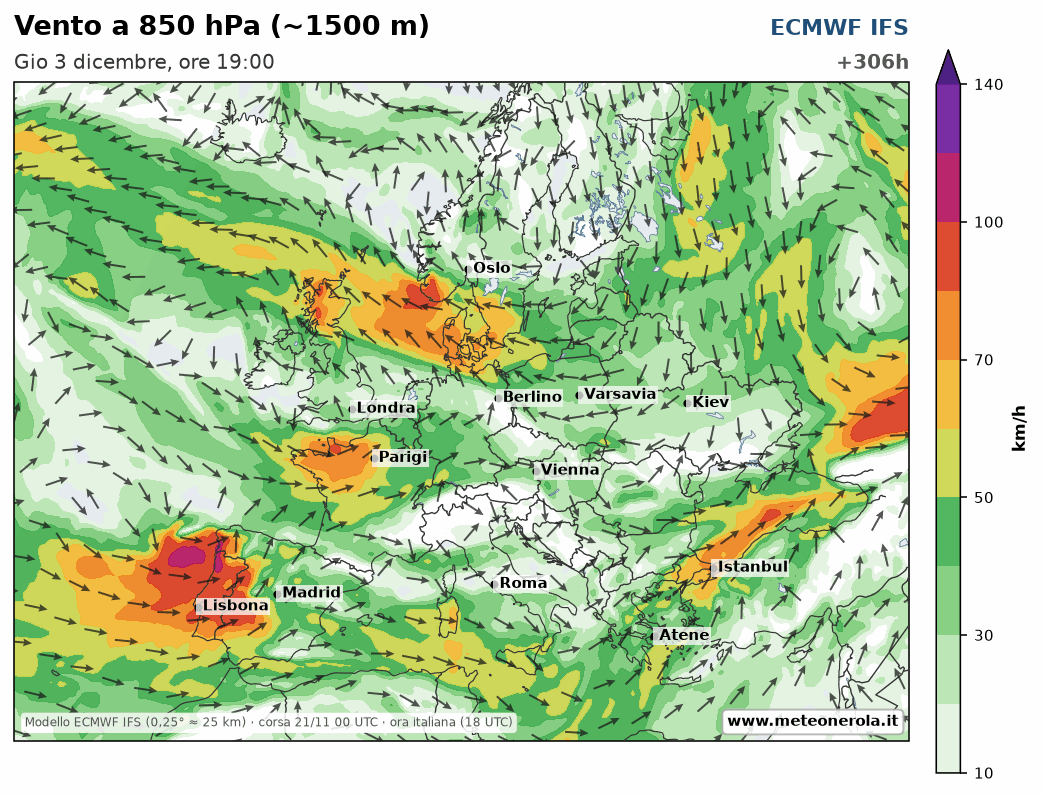 Vento a 850 hPa (~1500 m)
ECMWF IFS
Gio 3 dicembre, ore 19:00
+306h
140
100
70
50
30
10
km/h
Oslo
Berlino
Varsavia
Kiev
Londra
Parigi
Vienna
Istanbul
Roma
Madrid
Lisbona
Atene
Modello ECMWF IFS (0,25° ≈ 25 km) · corsa 21/11 00 UTC · ora italiana (18 UTC)
www.meteonerola.it